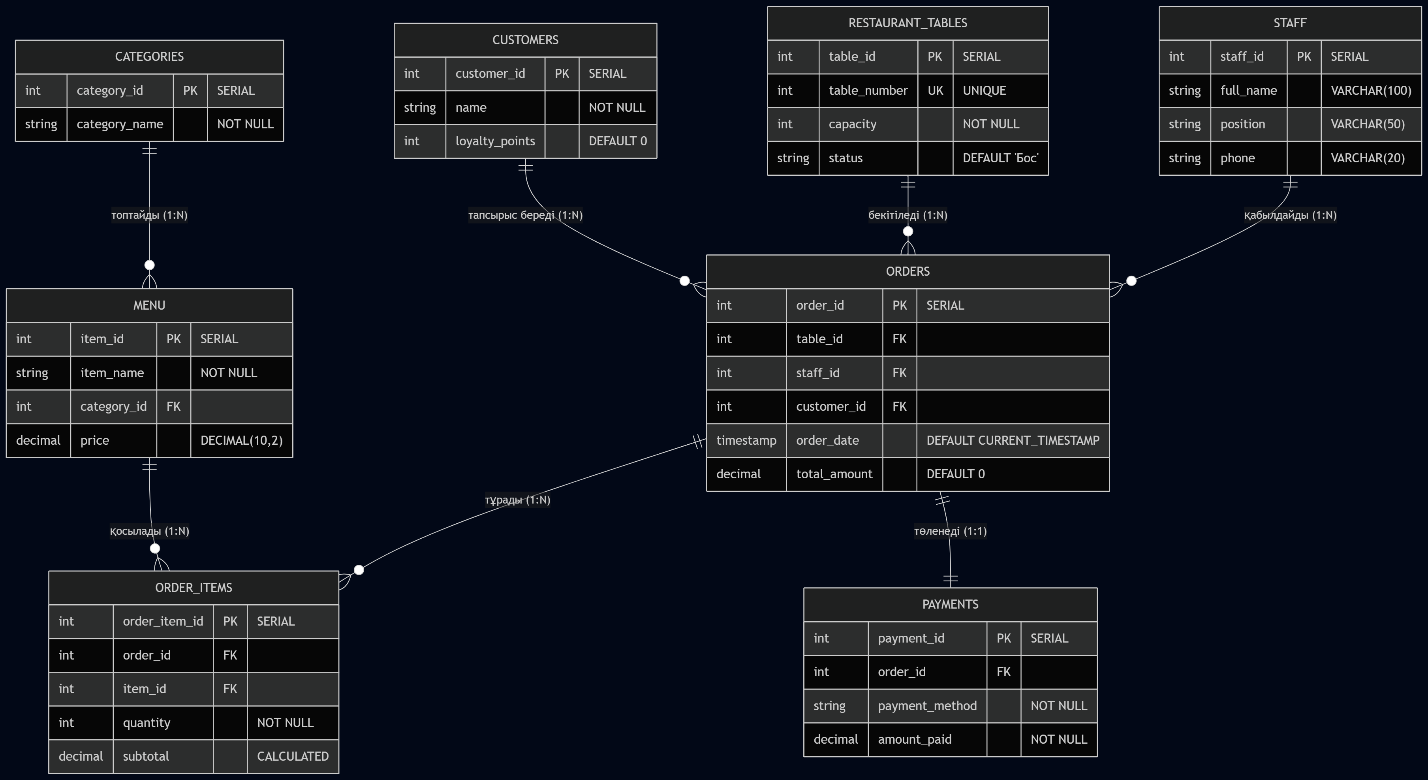 CATEGORIES
int category_id PK SERIAL
string category_name NOT NULL
CUSTOMERS
int customer_id PK SERIAL
string name NOT NULL
int loyalty_points DEFAULT 0
RESTAURANT_TABLES
int table_id PK SERIAL
int table_number UK UNIQUE
int capacity NOT NULL
string status DEFAULT 'Бос'
STAFF
int staff_id PK SERIAL
string full_name VARCHAR(100)
string position VARCHAR(50)
string phone VARCHAR(20)
топтайды (1:N)
тапсырыс береді (1:N)
бекітіледі (1:N)
қабылдайды (1:N)
MENU
int item_id PK SERIAL
string item_name NOT NULL
int category_id FK
decimal price DECIMAL(10,2)
ORDERS
int order_id PK SERIAL
int table_id FK
int staff_id FK
int customer_id FK
timestamp order_date DEFAULT CURRENT_TIMESTAMP
decimal total_amount DEFAULT 0
қосылады (1:N)
тұрады (1:N)
төленеді (1:1)
ORDER_ITEMS
int order_item_id PK SERIAL
int order_id FK
int item_id FK
int quantity NOT NULL
decimal subtotal CALCULATED
PAYMENTS
int payment_id PK SERIAL
int order_id FK
string payment_method NOT NULL
decimal amount_paid NOT NULL